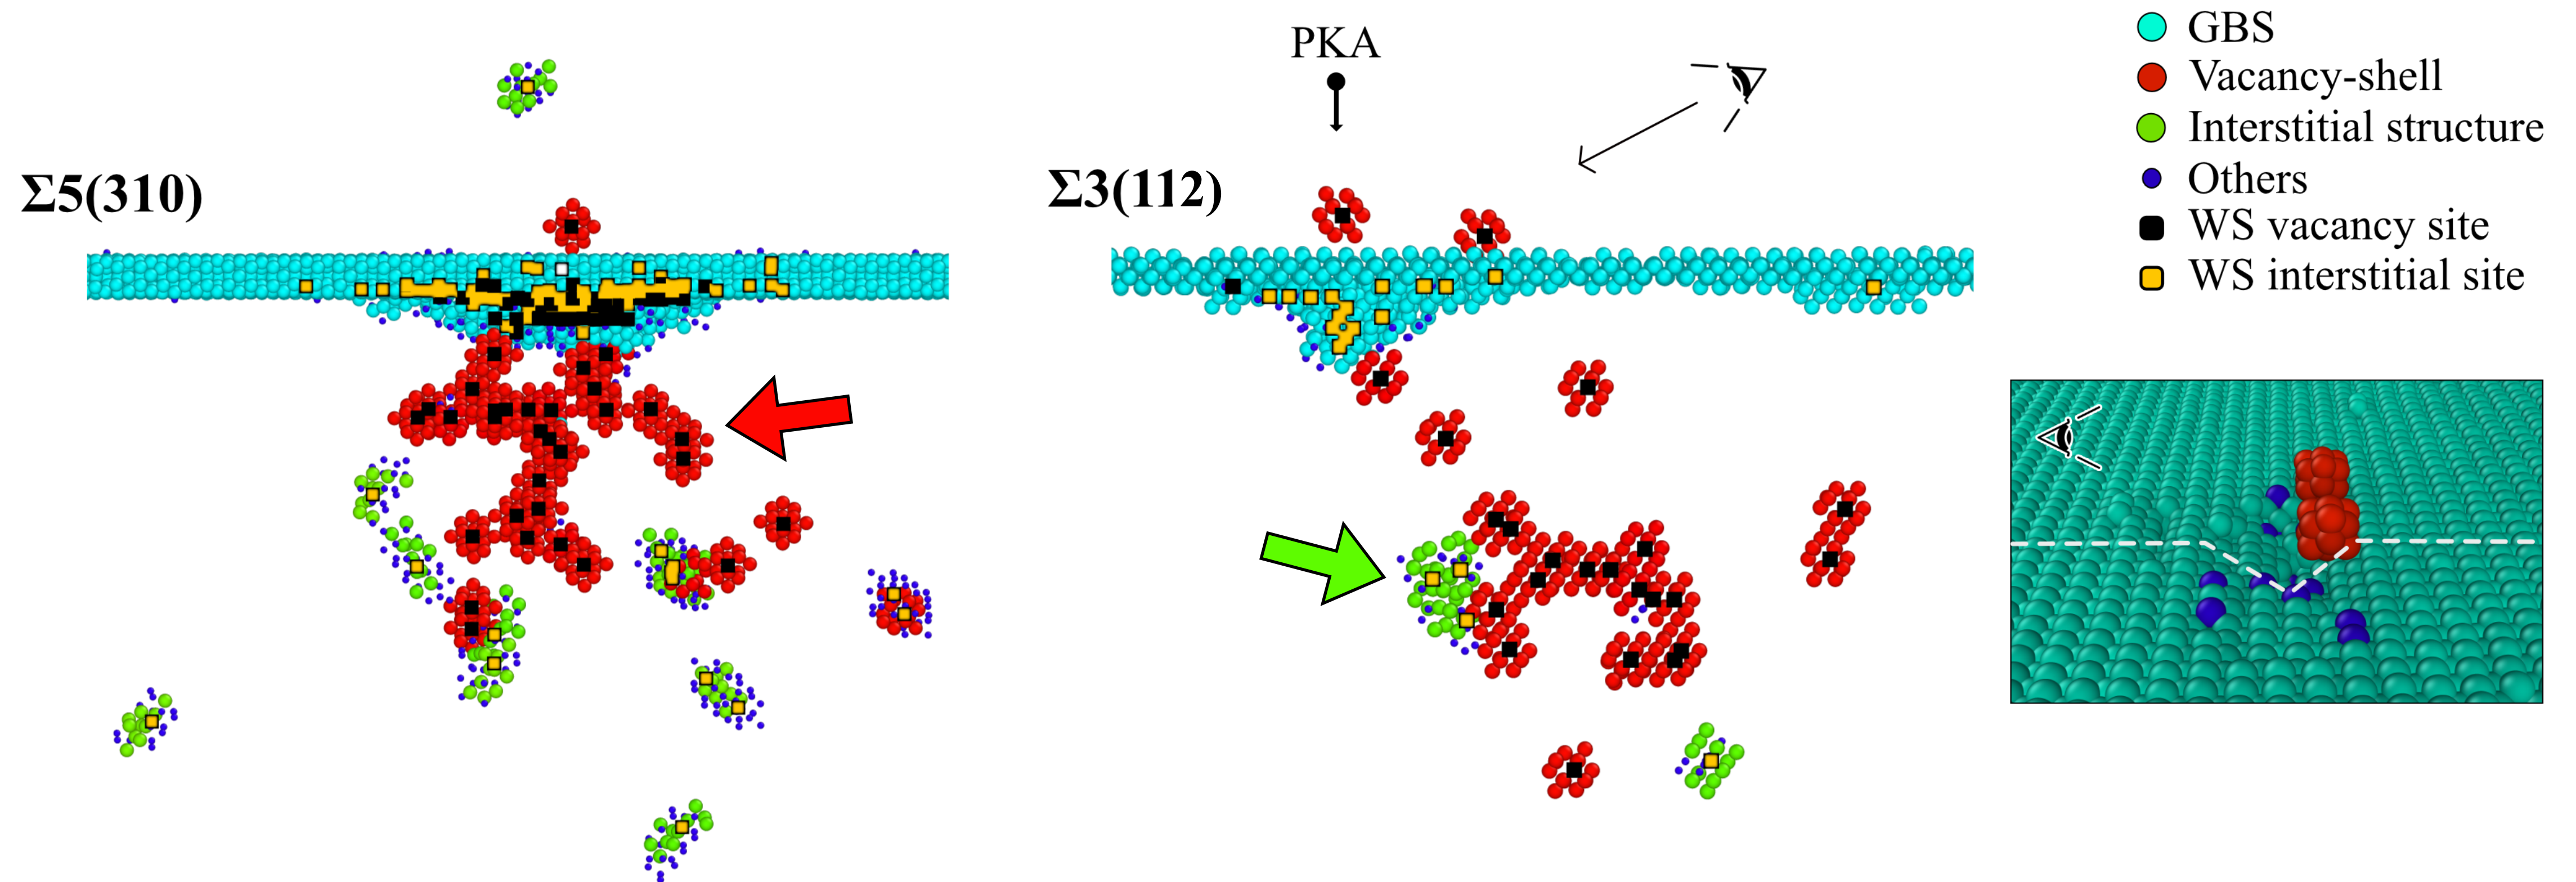 Σ5(310)
PKA
Σ3(112)
GBS
Vacancy-shell
Interstitial structure
Others
WS vacancy site
WS interstitial site